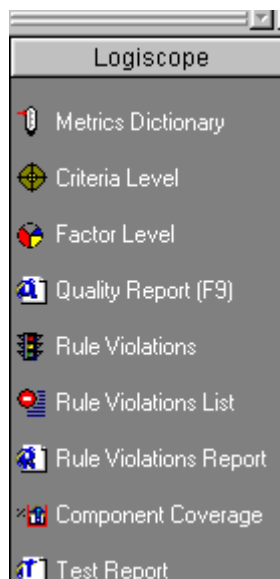 Logiscope
Metrics Dictionary
Criteria Level
Factor Level
Quality Report (F9)
Rule Violations
Rule Violations List
Rule Violations Report
Component Coverage
Test Report